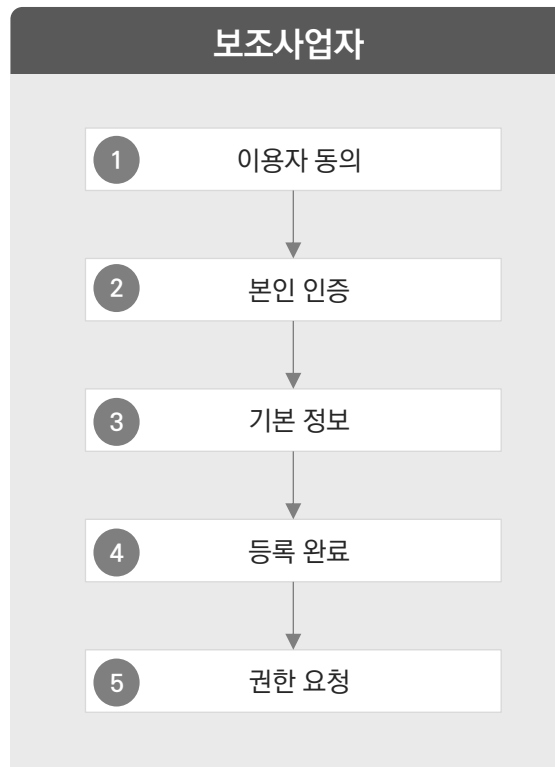 보조사업자
1 이용자 동의
2 본인 인증
3 기본 정보
4 등록 완료
5 권한 요청